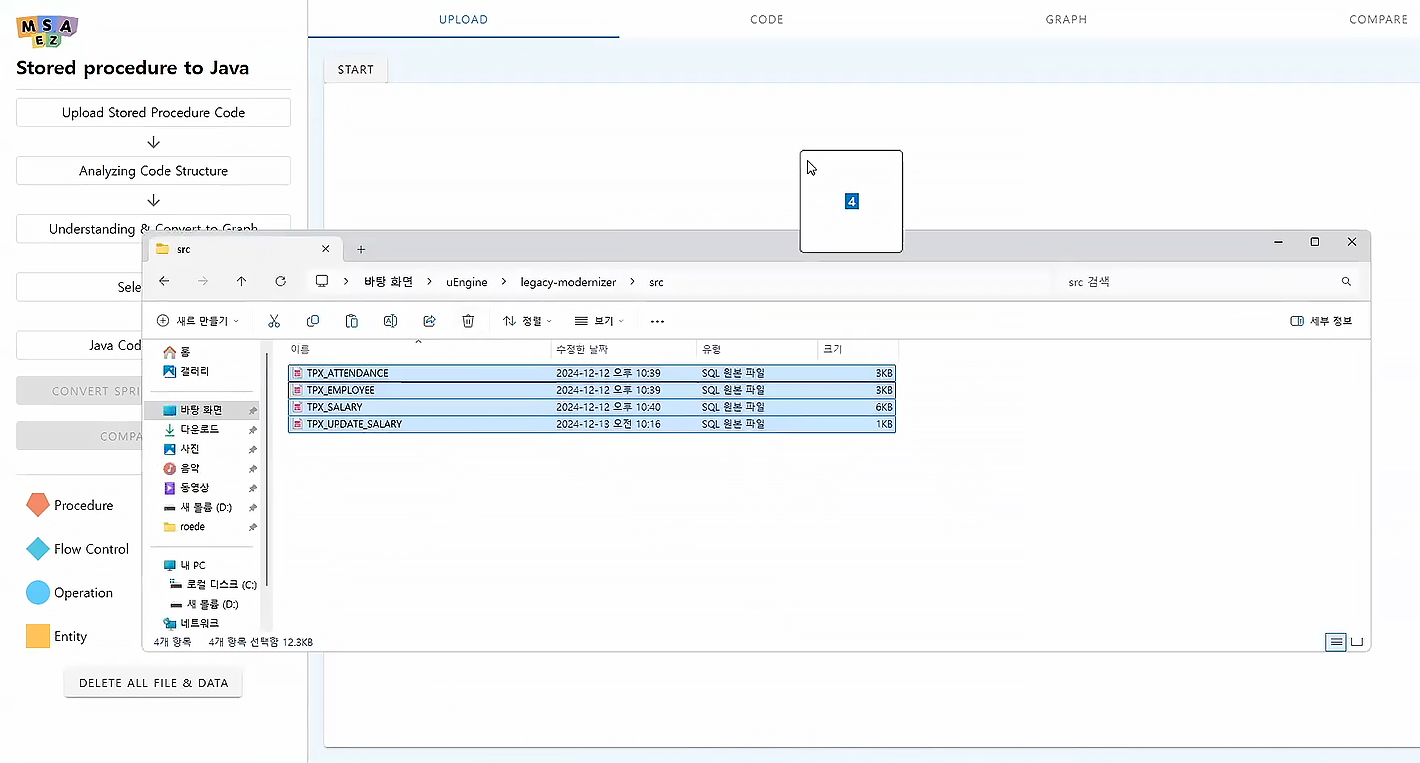 MSA
EZ
Stored procedure to Java
Upload Stored Procedure Code
Analyzing Code Structure
Understanding & Convert to Graph
Sele
Java Cod
CONVERT SPRI
COMPA
Procedure
Flow Control
Operation
Entity
DELETE ALL FILE & DATA
UPLOAD CODE GRAPH COMPARE
START
4
src
바탕 화면 uEngine legacy-modernizer src
src 검색
새로 만들기 정렬 보기 세부 정보
홈
갤러리
바탕 화면
다운로드
사진
음악
동영상
새 볼륨 (D:)
roede
내 PC
로컬 디스크 (C:)
새 볼륨 (D:)
네트워크
이름 수정한 날짜 유형 크기
TPX_ATTENDANCE 2024-12-12 오후 10:39 SQL 원본 파일 3KB
TPX_EMPLOYEE 2024-12-12 오후 10:39 SQL 원본 파일 3KB
TPX_SALARY 2024-12-12 오후 10:40 SQL 원본 파일 6KB
TPX_UPDATE_SALARY 2024-12-13 오전 10:16 SQL 원본 파일 1KB
4개 항목 4개 항목 선택함 12.3KB